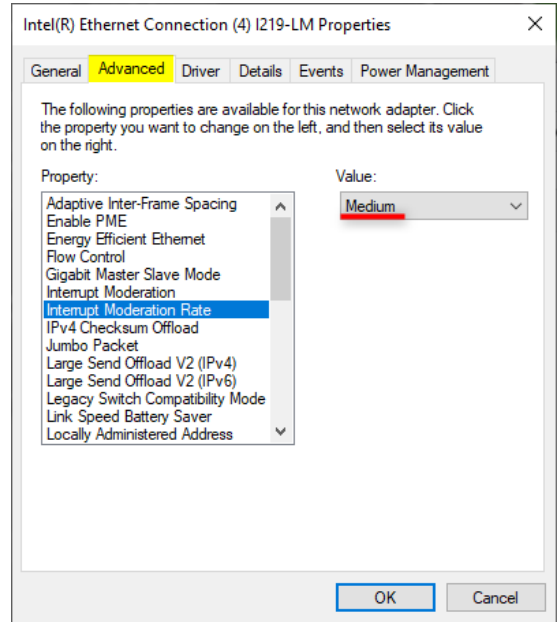 Intel(R) Ethernet Connection (4) I219-LM Properties
General Advanced Driver Details Events Power Management
The following properties are available for this network adapter. Click
the property you want to change on the left, and then select its value
on the right.
Property:
Value:
Adaptive Inter-Frame Spacing
Enable PME
Energy Efficient Ethernet
Flow Control
Gigabit Master Slave Mode
Interrupt Moderation
Interrupt Moderation Rate
IPv4 Checksum Offload
Jumbo Packet
Large Send Offload V2 (IPv4)
Large Send Offload V2 (IPv6)
Legacy Switch Compatibility Mode
Link Speed Battery Saver
Locally Administered Address
Medium
OK Cancel